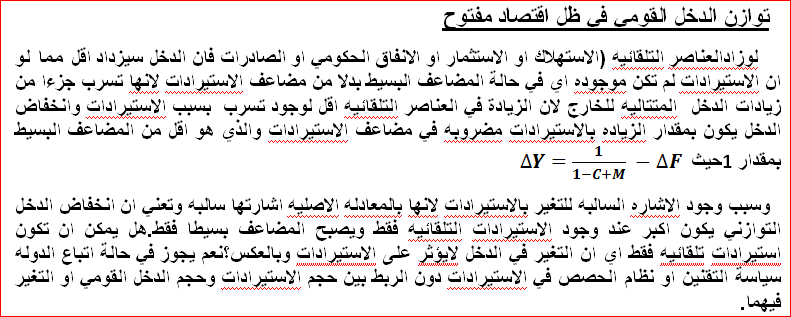 توازن الدخل القومي في ظل اقتصاد مفتوح
لوزادالعناصر التلقائيه (الاستهلاك او الاستثمار او الانفاق الحكومي او الصادرات فان الدخل سيزداد اقل مما لو
ان الاستيرادات لم تكن موجوده اي في حالة المضاعف البسيط بدلا من مضاعف الاستيرادات لانها تسرب جزءا من
زيادات الدخل المتتاليه للخارج لان الزيادة في العناصر التلقائيه اقل لوجود تسرب بسبب الاستيرادات وانخفاض
الدخل يكون بمقدار الزياده بالاستيرادات مضروبه في مضاعف الاستيرادات والذي هو اقل من المضاعف البسيط
بمقدار 1حيث ΔY = 1/(1−C+M) − ΔF
وسبب وجود الاشاره السالبه للتغير بالاستيرادات لانها بالمعادله الاصليه اشارتها سالبه وتعني ان انخفاض الدخل
التوازني يكون اكبر عند وجود الاستيرادات التلقائيه فقط ويصبح المضاعف بسيطا فقط.هل يمكن ان تكون
استيرادات تلقائيه فقط اي ان التغير في الدخل لايؤثر على الاستيرادات وبالعكس؟نعم يجوز في حالة اتباع الدوله
سياسة التقنين او نظام الحصص في الاستيرادات دون الربط بين حجم الاستيرادات وحجم الدخل القومي او التغير
فيهما.